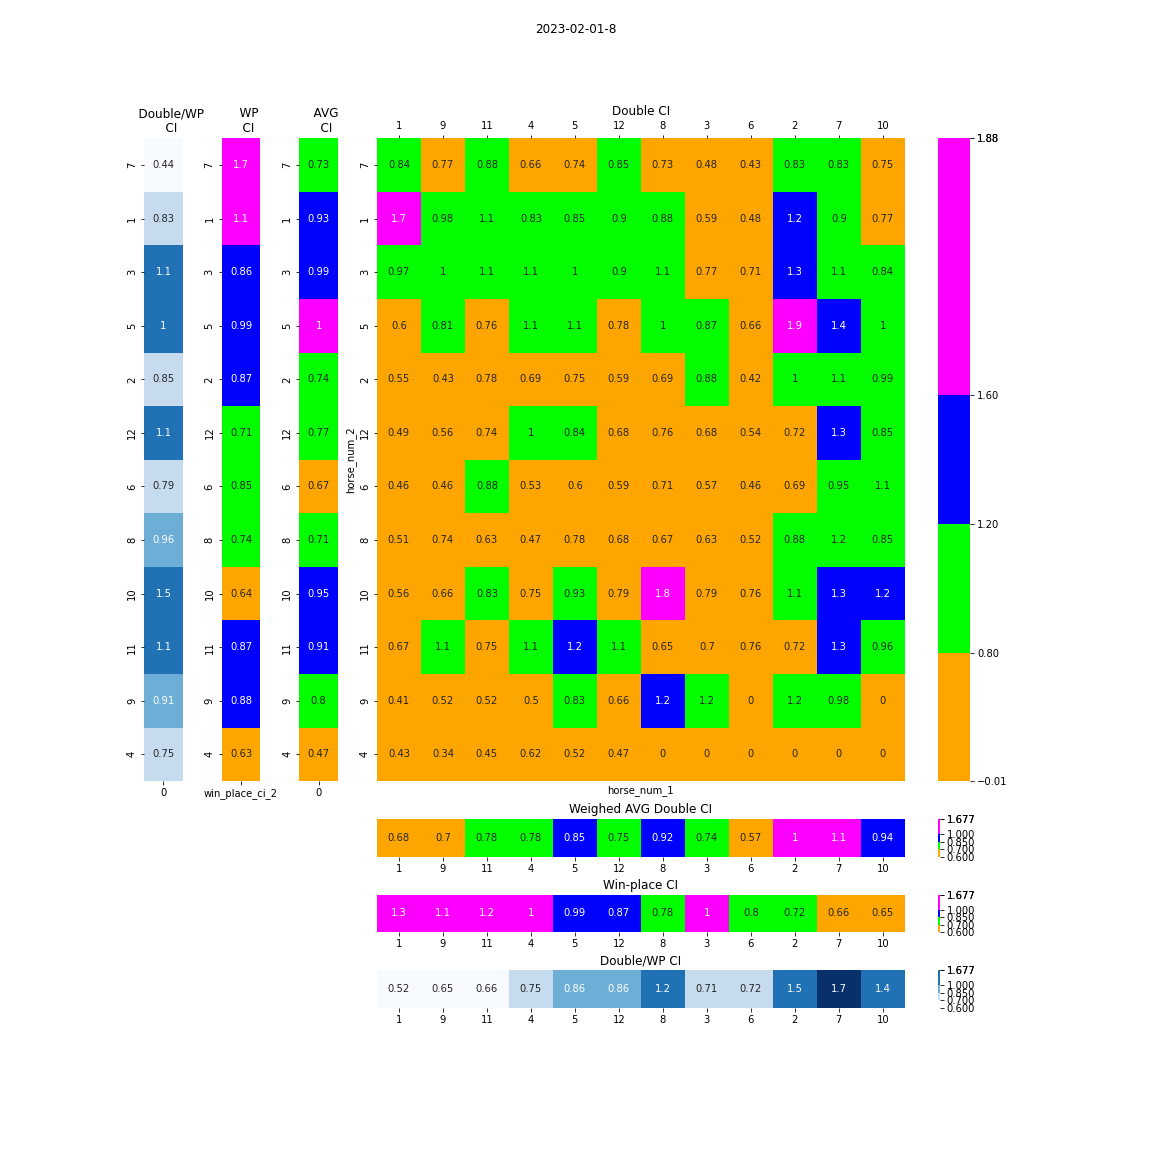 2023-02-01-8
Double/WP CI
WP CI
AVG CI
Double CI
1 9 11 4 5 12 8 3 6 2 7 10
7 0.44 7 1.7 7 0.73 7 0.84 0.77 0.88 0.66 0.74 0.85 0.73 0.48 0.43 0.83 0.83 0.75
1 0.83 1 1.1 1 0.93 1 1.7 0.98 1.1 0.83 0.85 0.9 0.88 0.59 0.48 1.2 0.9 0.77
3 1.1 3 0.86 3 0.99 3 0.97 1 1.1 1.1 1 0.9 1.1 0.77 0.71 1.3 1.1 0.84
5 1 5 0.99 5 1 5 0.6 0.81 0.76 1.1 1.1 0.78 1 0.87 0.66 1.9 1.4 1
2 0.85 2 0.87 2 0.74 2 0.55 0.43 0.78 0.69 0.75 0.59 0.69 0.88 0.42 1 1.1 0.99
12 1.1 12 0.71 12 0.77 12 0.49 0.56 0.74 1 0.84 0.68 0.76 0.68 0.54 0.72 1.3 0.85
6 0.79 6 0.85 6 0.67 6 0.46 0.46 0.88 0.53 0.6 0.59 0.71 0.57 0.46 0.69 0.95 1.1
8 0.96 8 0.74 8 0.71 8 0.51 0.74 0.63 0.47 0.78 0.68 0.67 0.63 0.52 0.88 1.2 0.85
10 1.5 10 0.64 10 0.95 10 0.56 0.66 0.83 0.75 0.93 0.79 1.8 0.79 0.76 1.1 1.3 1.2
11 1.1 11 0.87 11 0.91 11 0.67 1.1 0.75 1.1 1.2 1.1 0.65 0.7 0.76 0.72 1.3 0.96
9 0.91 9 0.88 9 0.8 9 0.41 0.52 0.52 0.5 0.83 0.66 1.2 1.2 0 1.2 0.98 0
4 0.75 4 0.63 4 0.47 4 0.43 0.34 0.45 0.62 0.52 0.47 0 0 0 0 0 0
horse_num_2
0 win_place_ci_2 0 horse_num_1
1.88
1.60
1.20
0.80
−0.01
Weighed AVG Double CI
0.68 0.7 0.78 0.78 0.85 0.75 0.92 0.74 0.57 1 1.1 0.94
1 9 11 4 5 12 8 3 6 2 7 10
1.677
1.000
0.850
0.700
0.600
Win-place CI
1.3 1.1 1.2 1 0.99 0.87 0.78 1 0.8 0.72 0.66 0.65
1 9 11 4 5 12 8 3 6 2 7 10
1.677
1.000
0.850
0.700
0.600
Double/WP CI
0.52 0.65 0.66 0.75 0.86 0.86 1.2 0.71 0.72 1.5 1.7 1.4
1 9 11 4 5 12 8 3 6 2 7 10
1.677
1.000
0.850
0.700
0.600